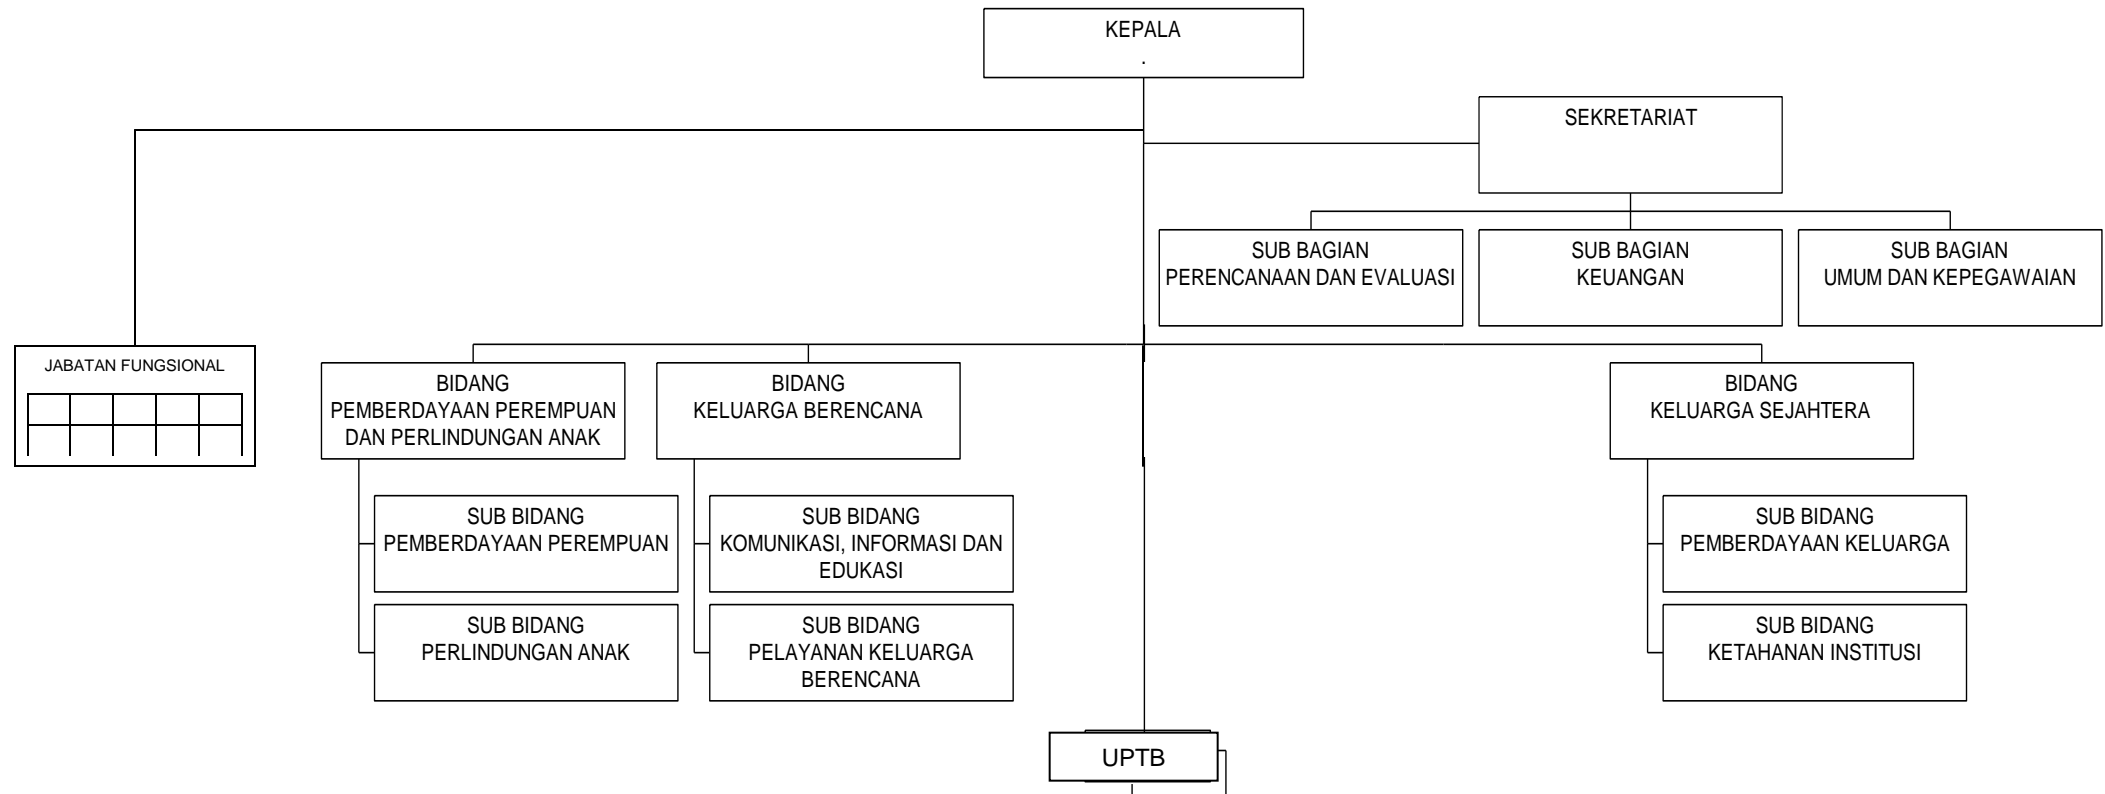 KEPALA
.
SEKRETARIAT
SUB BAGIAN
PERENCANAAN DAN EVALUASI
SUB BAGIAN
KEUANGAN
SUB BAGIAN
UMUM DAN KEPEGAWAIAN
JABATAN FUNGSIONAL
BIDANG
PEMBERDAYAAN PEREMPUAN
DAN PERLINDUNGAN ANAK
BIDANG
KELUARGA BERENCANA
BIDANG
KELUARGA SEJAHTERA
SUB BIDANG
PEMBERDAYAAN PEREMPUAN
SUB BIDANG
KOMUNIKASI, INFORMASI DAN
EDUKASI
SUB BIDANG
PEMBERDAYAAN KELUARGA
SUB BIDANG
PERLINDUNGAN ANAK
SUB BIDANG
PELAYANAN KELUARGA
BERENCANA
SUB BIDANG
KETAHANAN INSTITUSI
UPTB